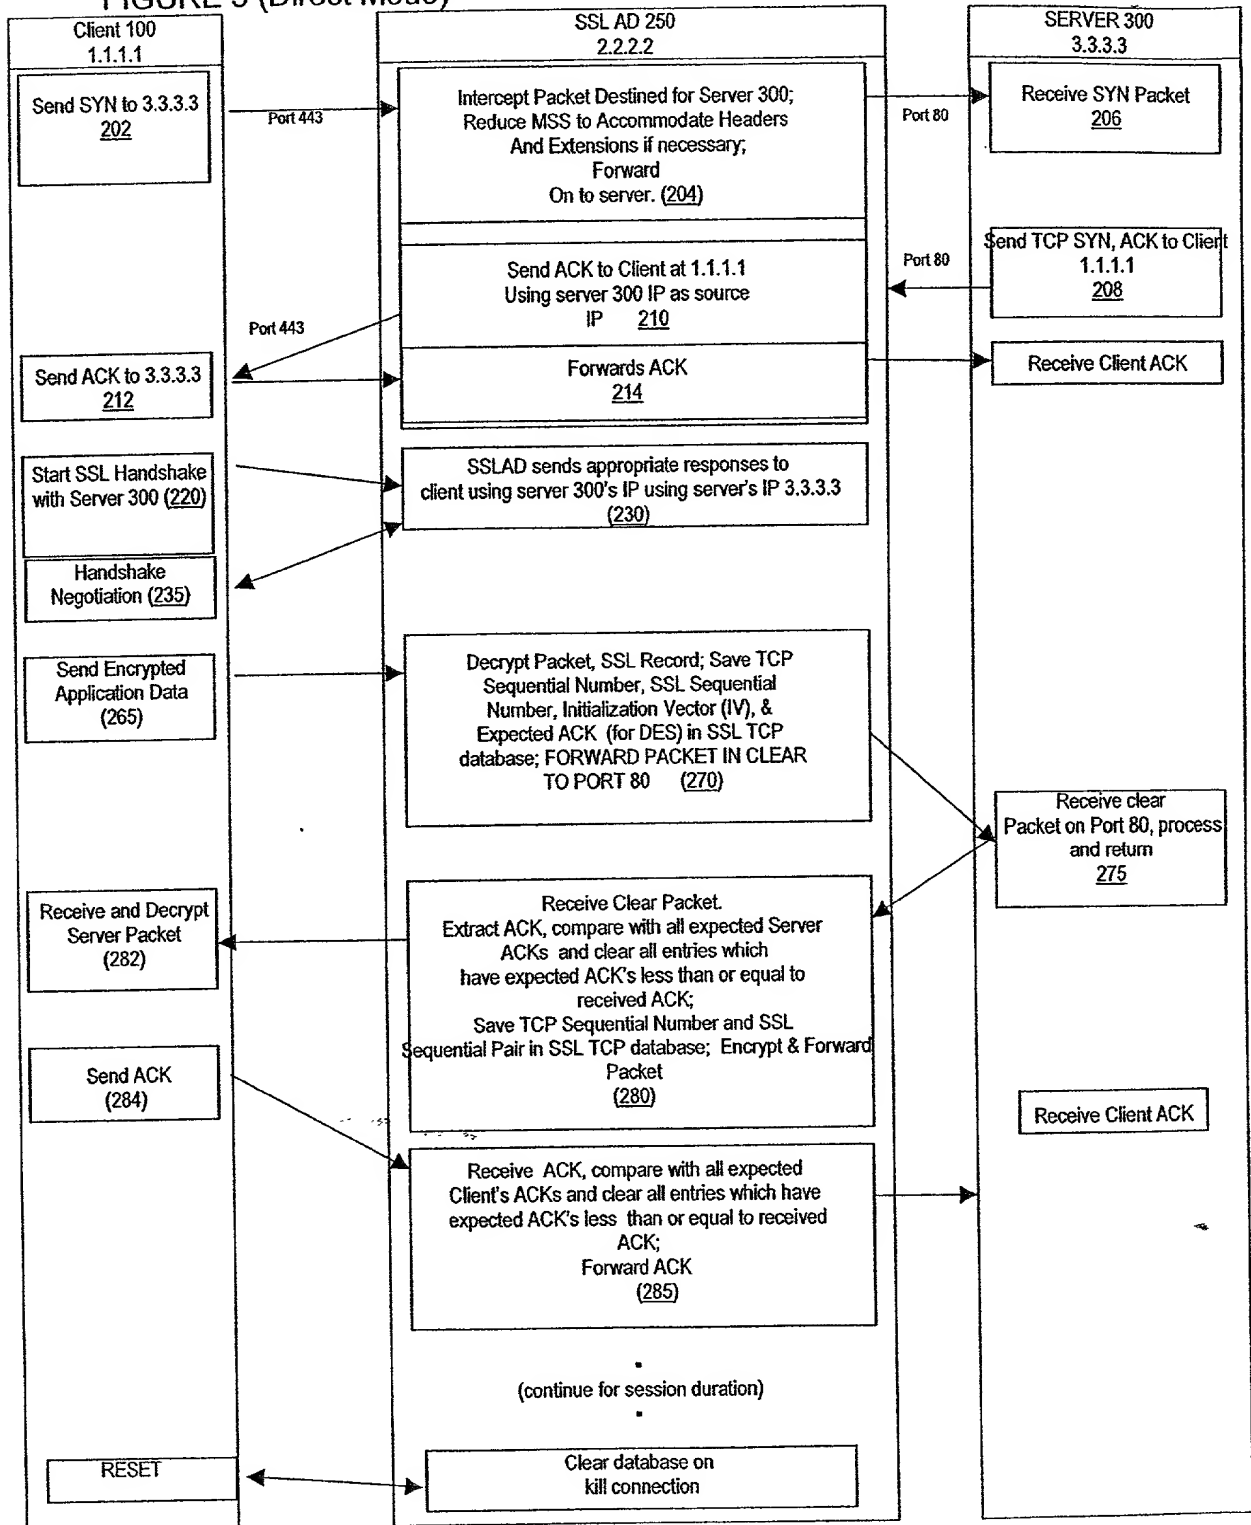 FIGURE 5 (Direct Mode)
Client 100
1.1.1.1
SSL AD 250
2.2.2.2
SERVER 300
3.3.3.3
Send SYN to 3.3.3.3
202
Port 443
Intercept Packet Destined for Server 300;
Reduce MSS to Accommodate Headers
And Extensions if necessary;
Forward
On to server. (204)
Port 80
Receive SYN Packet
206
Send TCP SYN, ACK to Client
1.1.1.1
208
Port 80
Send ACK to Client at 1.1.1.1
Using server 300 IP as source
IP 210
Port 443
Send ACK to 3.3.3.3
212
Forwards ACK
214
Receive Client ACK
Start SSL Handshake
with Server 300 (220)
SSLAD sends appropriate responses to
client using server 300's IP using server's IP 3.3.3.3
(230)
Handshake
Negotiation (235)
Send Encrypted
Application Data
(265)
Decrypt Packet, SSL Record; Save TCP
Sequential Number, SSL Sequential
Number, Initialization Vector (IV), &
Expected ACK (for DES) in SSL TCP
database; FORWARD PACKET IN CLEAR
TO PORT 80 (270)
Receive clear
Packet on Port 80, process
and return
275
Receive Clear Packet.
Extract ACK, compare with all expected Server
ACKs and clear all entries which
have expected ACK's less than or equal to
received ACK;
Save TCP Sequential Number and SSL
Sequential Pair in SSL TCP database; Encrypt & Forward
Packet
(280)
Receive and Decrypt
Server Packet
(282)
Send ACK
(284)
Receive Client ACK
Receive ACK, compare with all expected
Client's ACKs and clear all entries which have
expected ACK's less than or equal to received
ACK;
Forward ACK
(285)
(continue for session duration)
RESET
Clear database on
kill connection